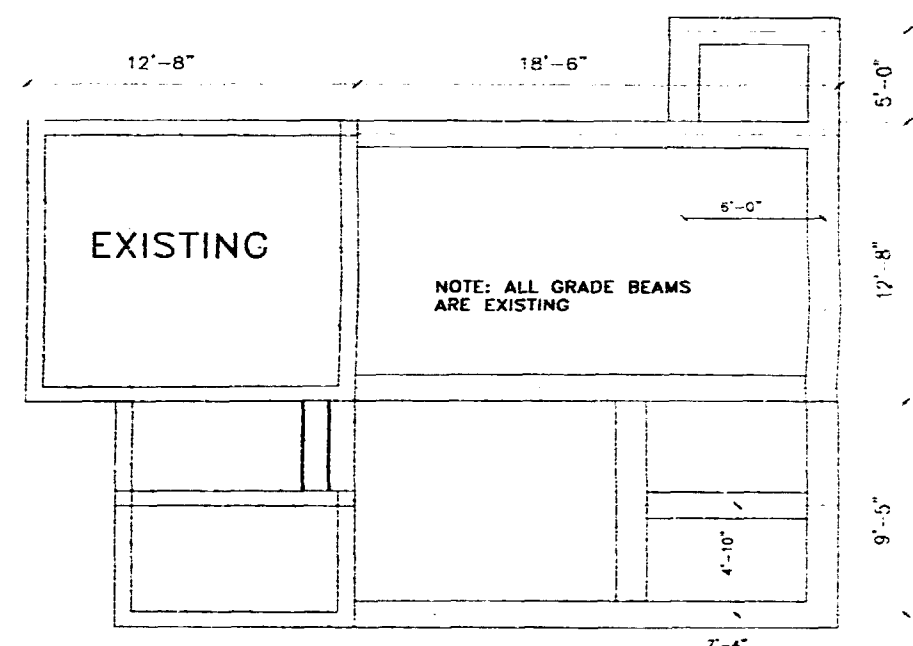 12'-8"
18'-6"
5'-0"
6'-0"
EXISTING
12'-8"
NOTE: ALL GRADE BEAMS
ARE EXISTING
9'-5"
4'-10"